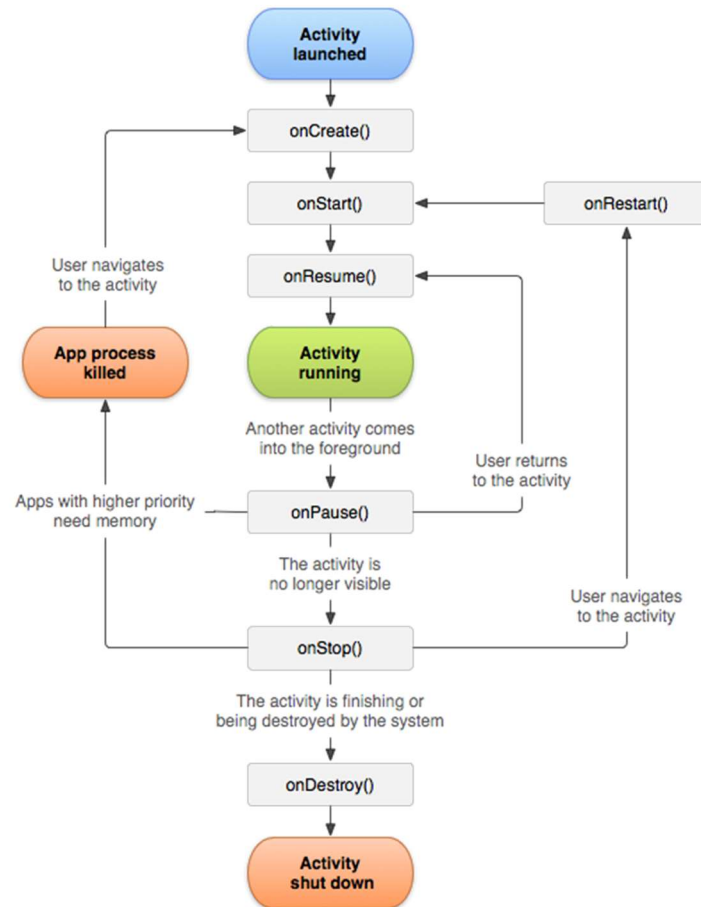 Activity
launched
onCreate()
onStart()
onRestart()
User navigates
to the activity
onResume()
App process
killed
Activity
running
Another activity comes
into the foreground
User returns
to the activity
Apps with higher priority
need memory
onPause()
The activity is
no longer visible
User navigates
to the activity
onStop()
The activity is finishing or
being destroyed by the system
onDestroy()
Activity
shut down